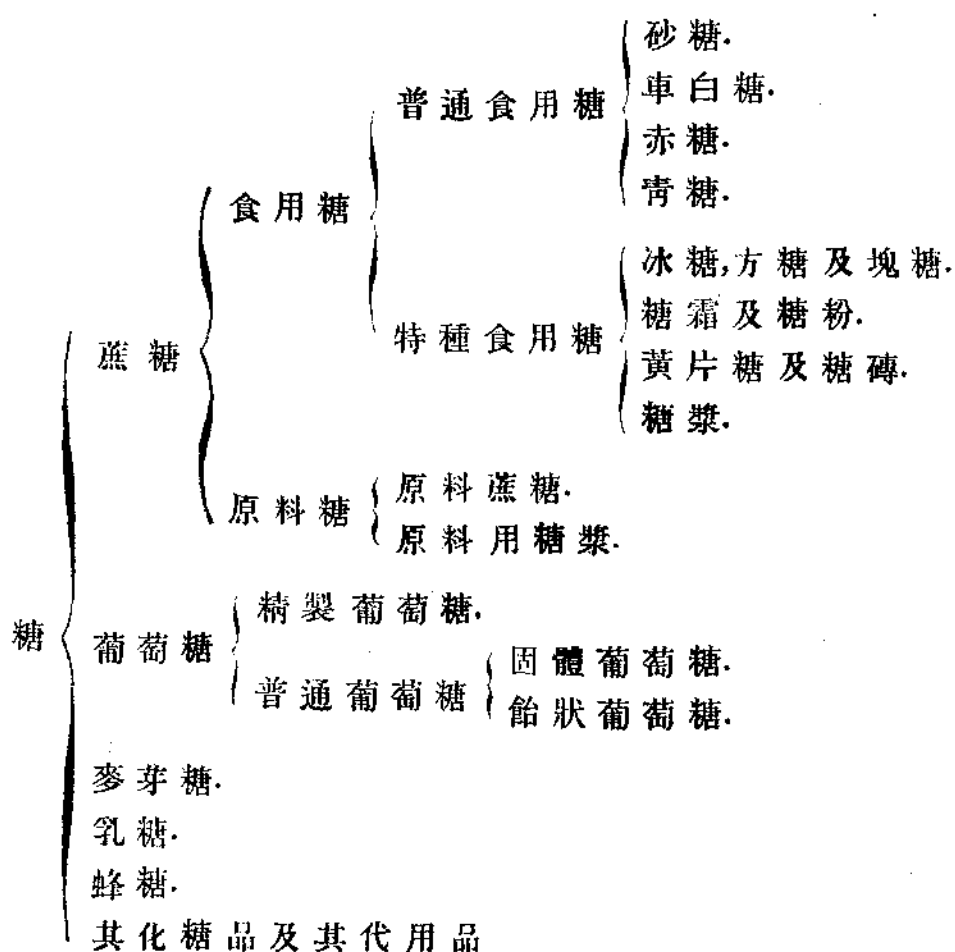 砂糖.
車白糖.
普通食用糖
赤糖.
青糖.
食用糖
冰糖,方糖及塊糖.
糖霜及糖粉.
特種食用糖
黃片糖及糖磚.
蔗糖
糖漿.
原料蔗糖.
原料糖
原料用糖漿.
精製葡萄糖.
糖
葡萄糖
固體葡萄糖.
普通葡萄糖
飴狀葡萄糖.
麥芽糖.
乳糖.
蜂糖.
其化糖品及其代用品